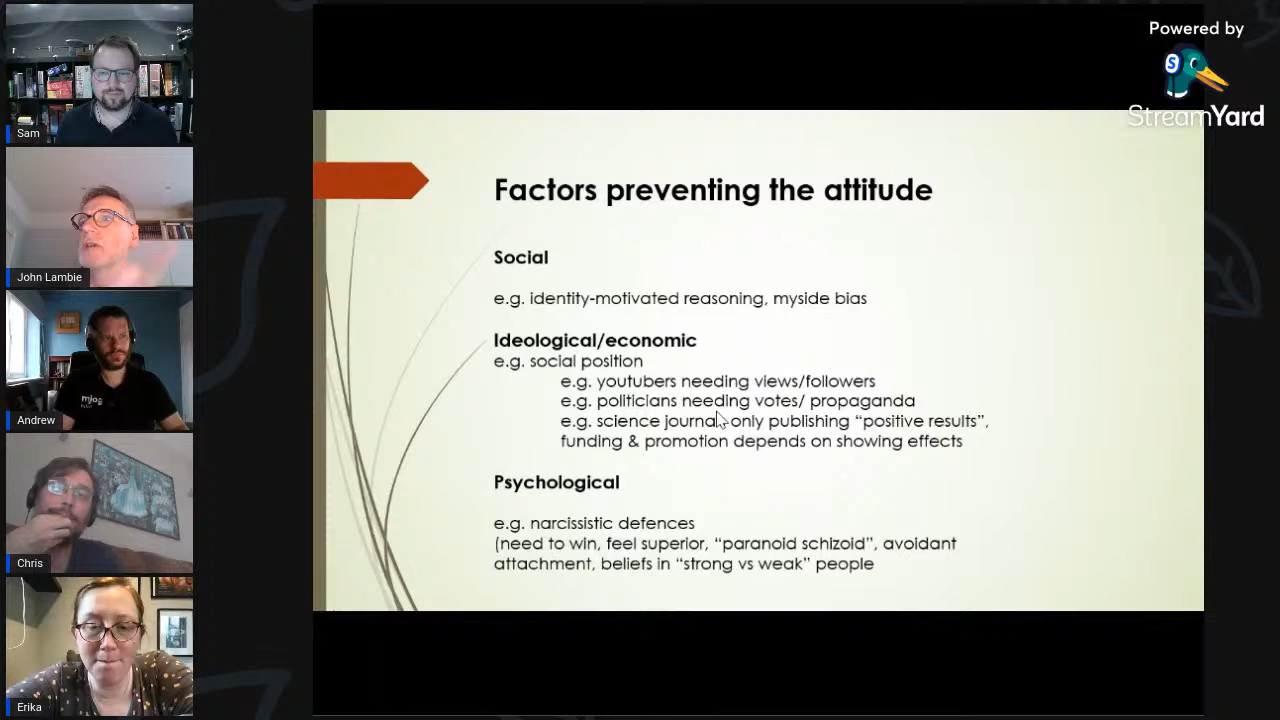 Powered by
S
StreamYard
Sam
John Lambie
Andrew
Chris
Erika
mjog
Factors preventing the attitude
Social
e.g. identity-motivated reasoning, myside bias
Ideological/economic
e.g. social position
e.g. youtubers needing views/followers
e.g. politicians needing votes/ propaganda
e.g. science journal only publishing “positive results”,
funding & promotion depends on showing effects
Psychological
e.g. narcissistic defences
(need to win, feel superior, “paranoid schizoid”, avoidant
attachment, beliefs in “strong vs weak” people